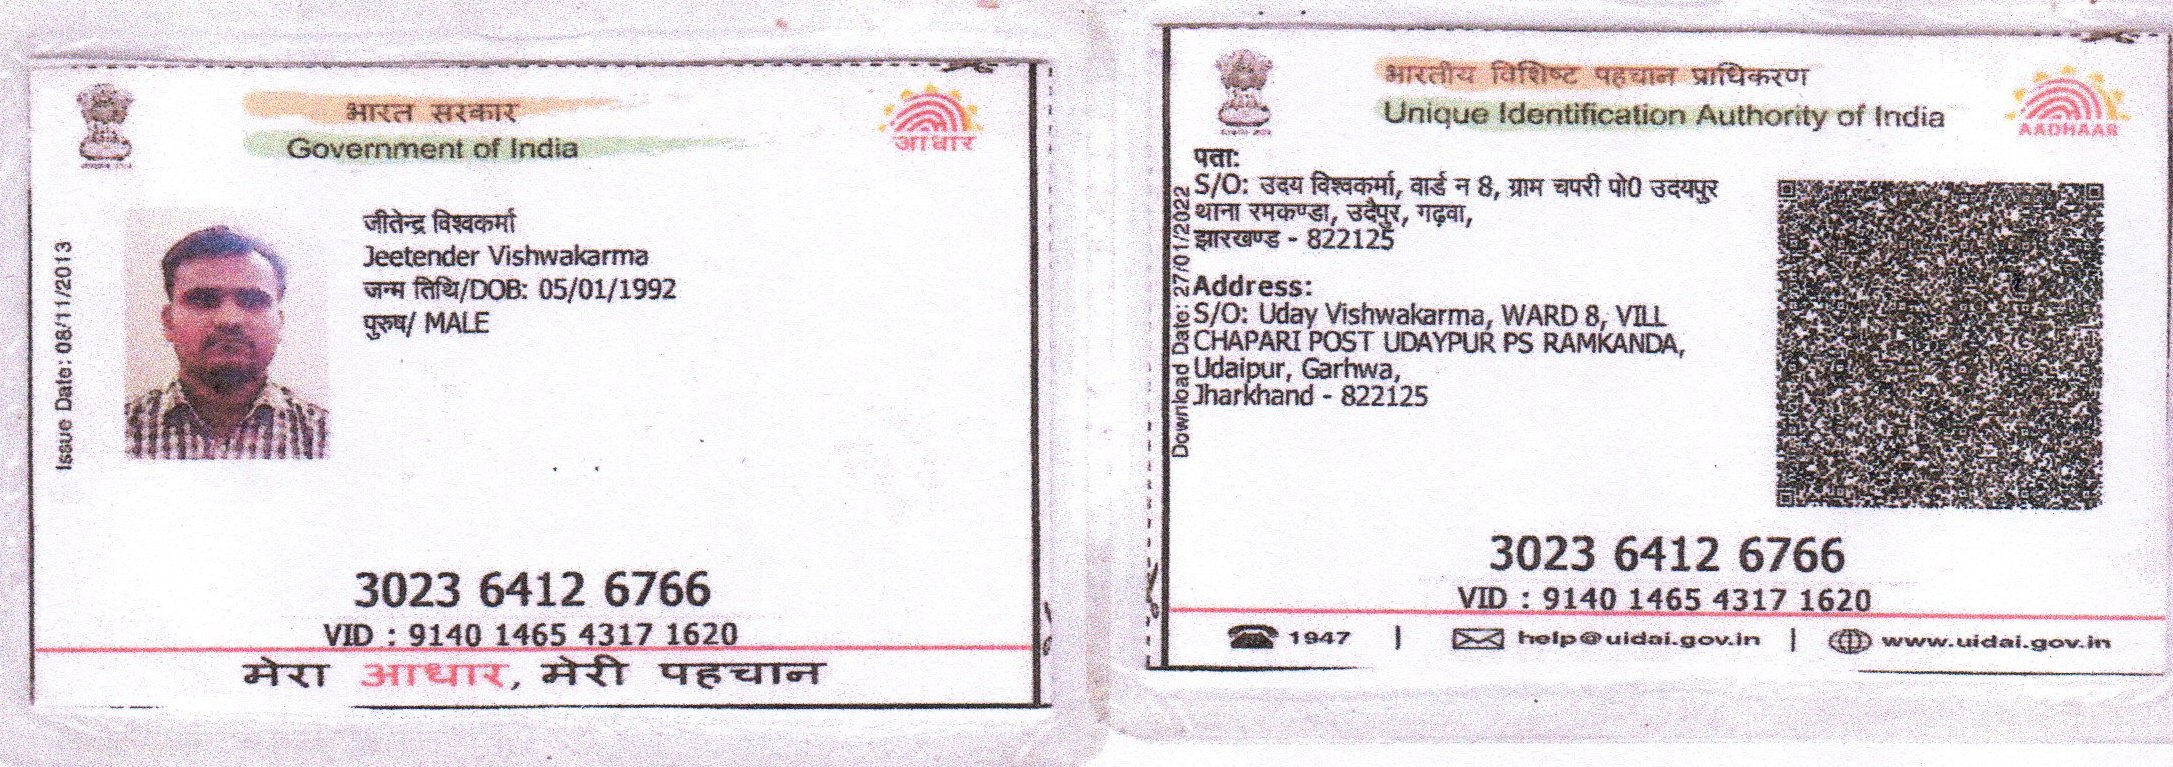 भारत सरकार
Government of India
आधार
Issue Date: 08/11/2013
जीतेन्द्र विश्वकर्मा
Jeetender Vishwakarma
जन्म तिथि/DOB: 05/01/1992
पुरुष/ MALE
3023 6412 6766
VID : 9140 1465 4317 1620
मेरा आधार, मेरी पहचान
भारतीय विशिष्ट पहचान प्राधिकरण
Unique Identification Authority of India
AADHAAR
Download Date: 27/01/2022
पता:
S/O: उदय विश्वकर्मा, वार्ड न 8, ग्राम चपरी पो0 उदयपुर
थाना रमकण्डा, उदैपुर, गढ़वा,
झारखण्ड - 822125
Address:
S/O: Uday Vishwakarma, WARD 8, VILL
CHAPARI POST UDAYPUR PS RAMKANDA,
Udaipur, Garhwa,
Jharkhand - 822125
3023 6412 6766
VID : 9140 1465 4317 1620
1947 | help@uidai.gov.in | www.uidai.gov.in